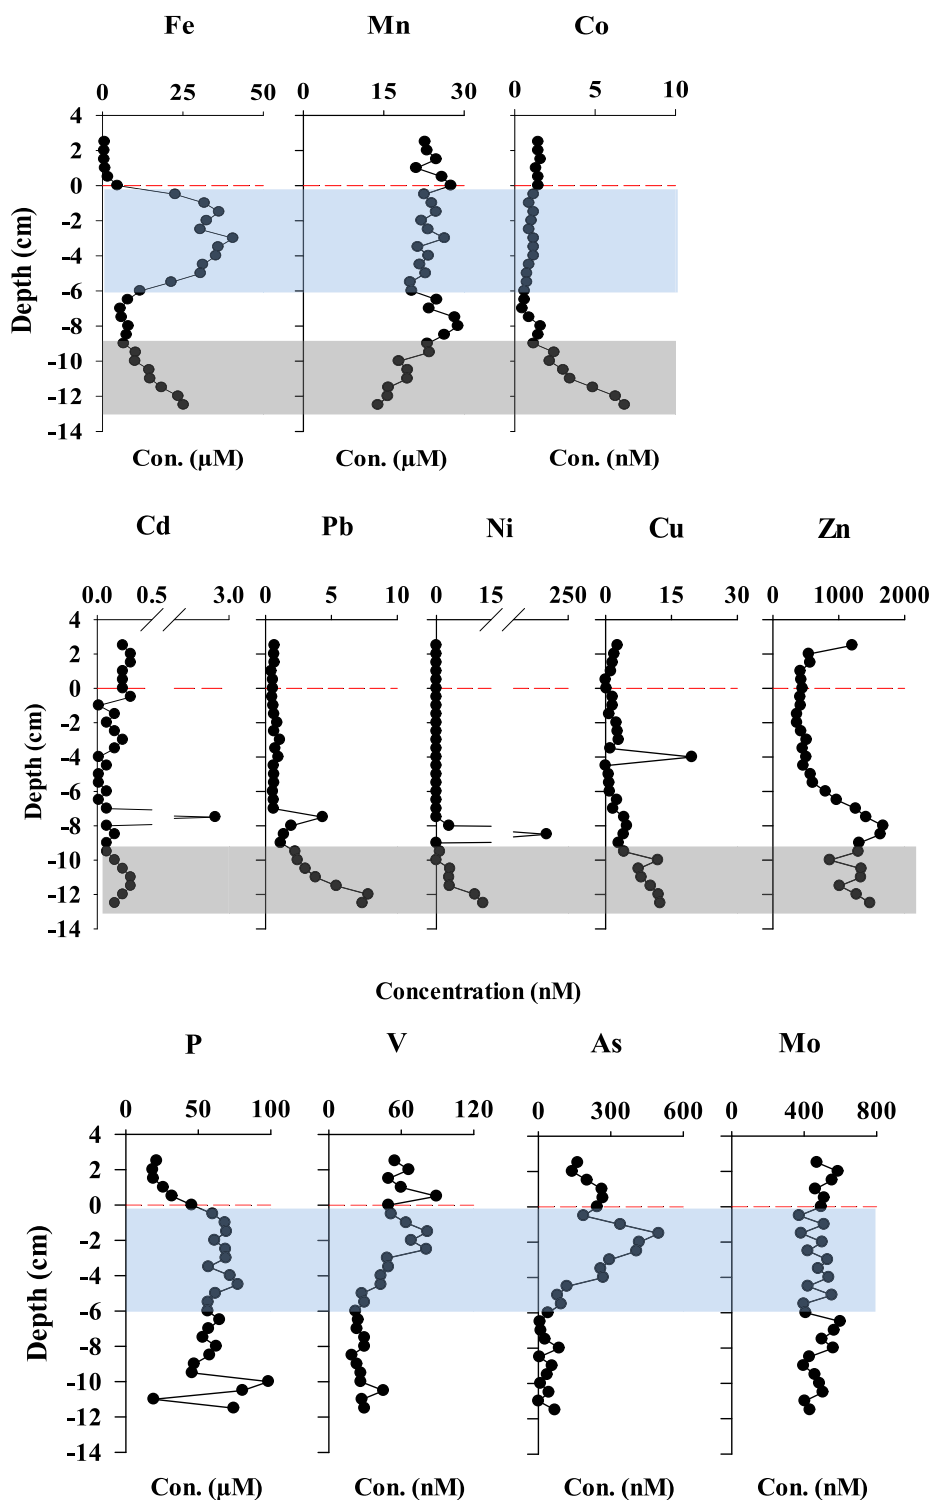 Fe Mn Co
0 25 50 0 15 30 0 5 10
4
2
0
-2
-4
-6
-8
-10
-12
-14
Depth (cm)
Con. (μM) Con. (μM) Con. (nM)
Cd Pb Ni Cu Zn
0.0 0.5 3.0 0 5 10 0 15 250 0 15 30 0 1000 2000
4
2
0
-2
-4
-6
-8
-10
-12
-14
Depth (cm)
Concentration (nM)
P V As Mo
0 50 100 0 60 120 0 300 600 0 400 800
4
2
0
-2
-4
-6
-8
-10
-12
-14
Depth (cm)
Con. (μM) Con. (nM) Con. (nM) Con. (nM)